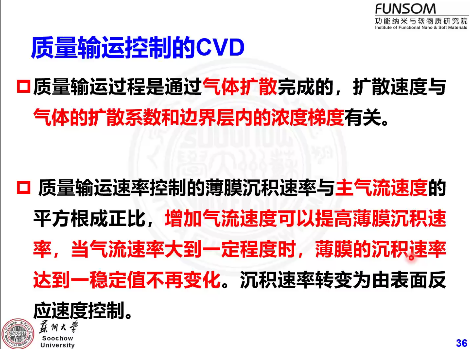 FUNSOM
功能纳米与软物质研究院
Institute of Functional Nano & Soft Materials
质量输运控制的CVD
质量输运过程是通过气体扩散完成的，扩散速度与
气体的扩散系数和边界层内的浓度梯度有关。
质量输运速率控制的薄膜沉积速率与主气流速度的
平方根成正比，增加气流速度可以提高薄膜沉积速
率，当气流速率大到一定程度时，薄膜的沉积速率
达到一稳定值不再变化。沉积速率转变为由表面反
应速度控制。
蘇州大学
Soochow
University
36